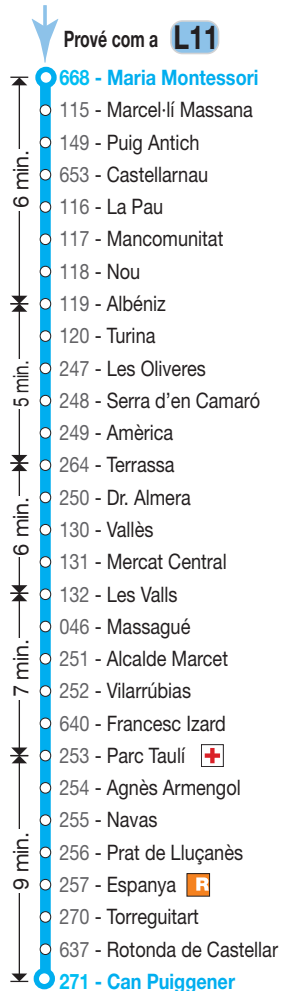 Prové com a L11
668 - Maria Montessori
115 - Marcel·lí Massana
149 - Puig Antich
653 - Castellarnau
116 - La Pau
117 - Mancomunitat
118 - Nou
6 min.
119 - Albéniz
120 - Turina
247 - Les Oliveres
248 - Serra d'en Camaró
249 - Amèrica
5 min.
264 - Terrassa
250 - Dr. Almera
130 - Vallès
131 - Mercat Central
6 min.
132 - Les Valls
046 - Massagué
251 - Alcalde Marcet
252 - Vilarrúbias
640 - Francesc Izard
7 min.
253 - Parc Taulí
254 - Agnès Armengol
255 - Navas
256 - Prat de Lluçanès
257 - Espanya R
270 - Torreguitart
637 - Rotonda de Castellar
9 min.
271 - Can Puiggener